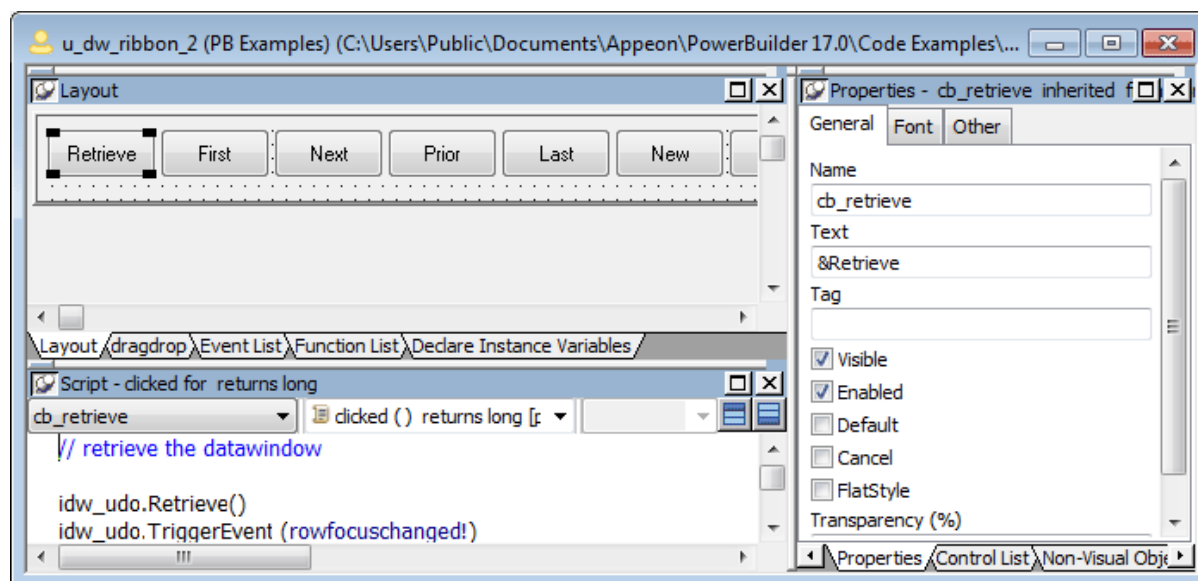 u_dw_ribbon_2 (PB Examples) (C:\Users\Public\Documents\Appeon\PowerBuilder 17.0\Code Examples\...
Layout
Retrieve First Next Prior Last New
Layout dragdrop Event List Function List Declare Instance Variables
Script - clicked for returns long
cb_retrieve clicked ( ) returns long [p
// retrieve the datawindow
idw_udo.Retrieve()
idw_udo.TriggerEvent (rowfocuschanged!)
Properties - cb_retrieve inherited f
General Font Other
Name
cb_retrieve
Text
&Retrieve
Tag
Visible
Enabled
Default
Cancel
FlatStyle
Transparency (%)
Properties Control List Non-Visual Obje